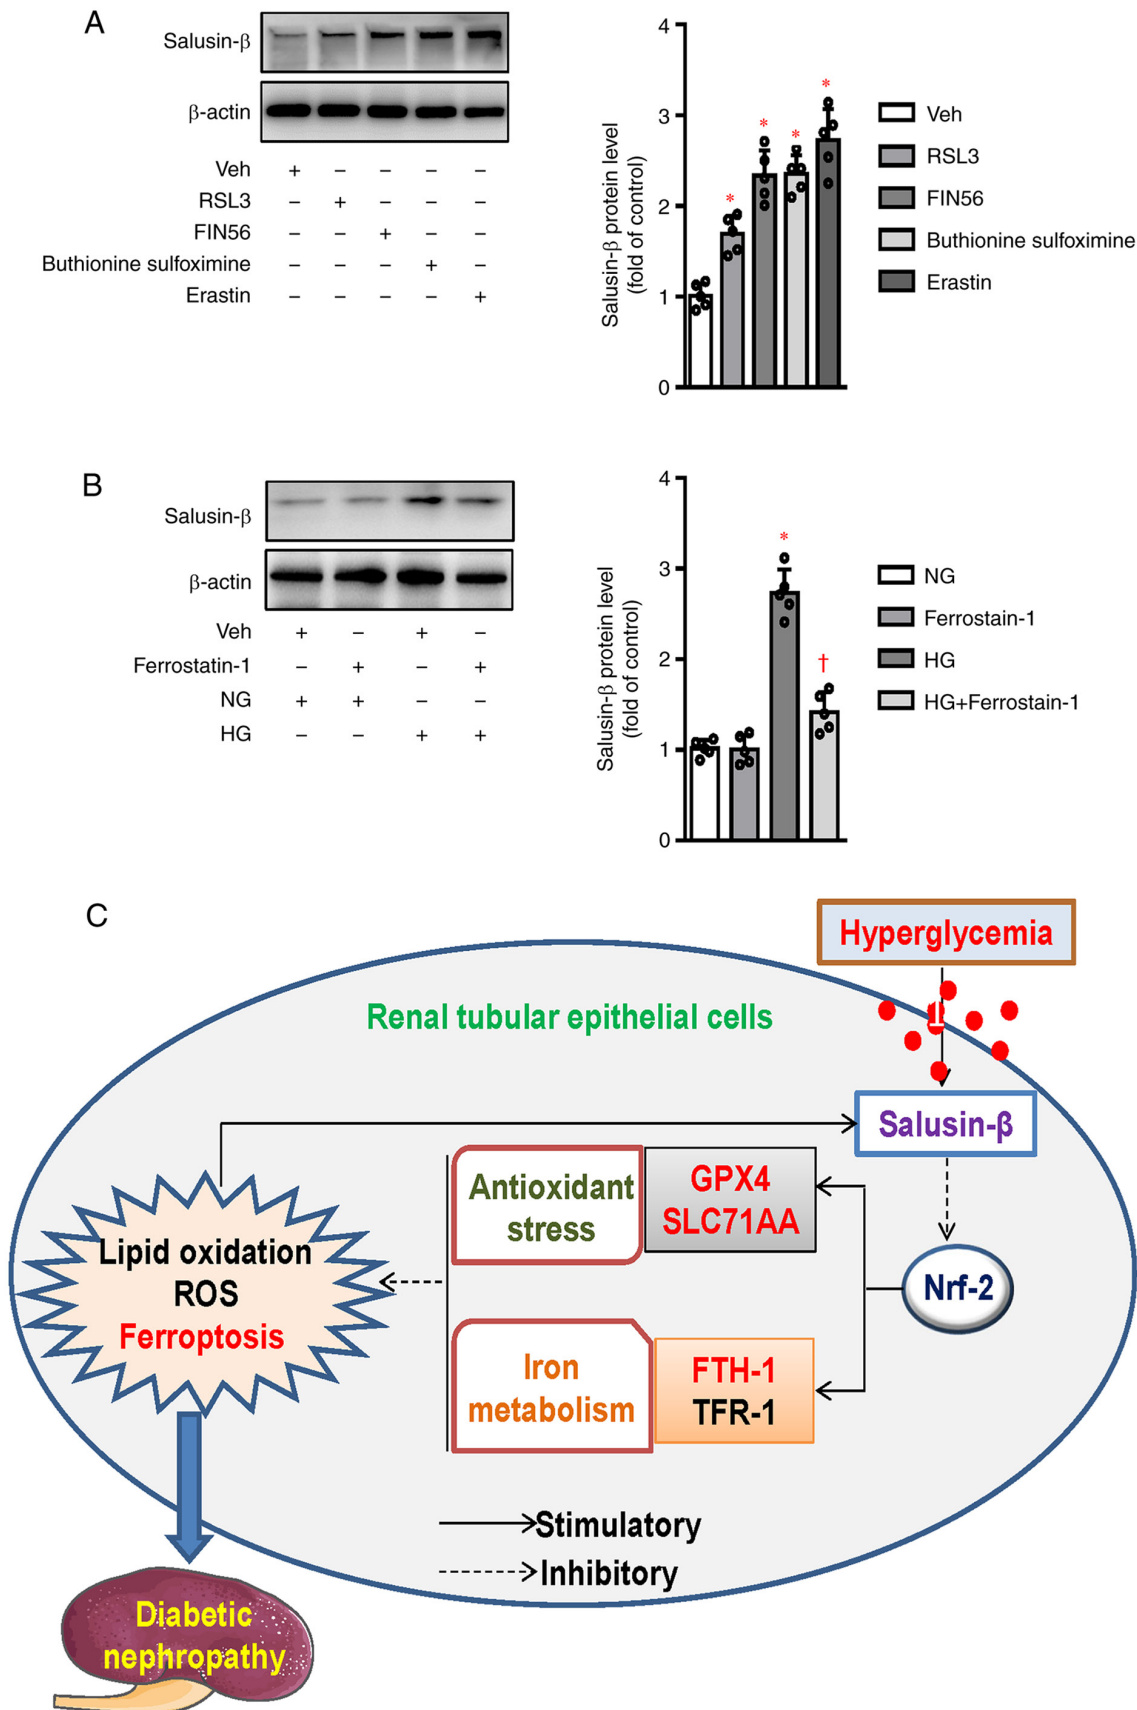 A
Salusin-β
β-actin
Veh + – – – –
RSL3 – + – – –
FIN56 – – + – –
Buthionine sulfoximine – – – + –
Erastin – – – – +
Salusin-β protein level
(fold of control)
4
3
2
1
0
*
*
*
*
Veh
RSL3
FIN56
Buthionine sulfoximine
Erastin
B
Salusin-β
β-actin
Veh + – + –
Ferrostatin-1 – + – +
NG + + – –
HG – – + +
Salusin-β protein level
(fold of control)
4
3
2
1
0
*
†
NG
Ferrostain-1
HG
HG+Ferrostain-1
C
Hyperglycemia
Renal tubular epithelial cells
Salusin-β
Antioxidant
stress
GPX4
SLC71AA
Nrf-2
Lipid oxidation
ROS
Ferroptosis
Iron
metabolism
FTH-1
TFR-1
Stimulatory
Inhibitory
Diabetic
nephropathy